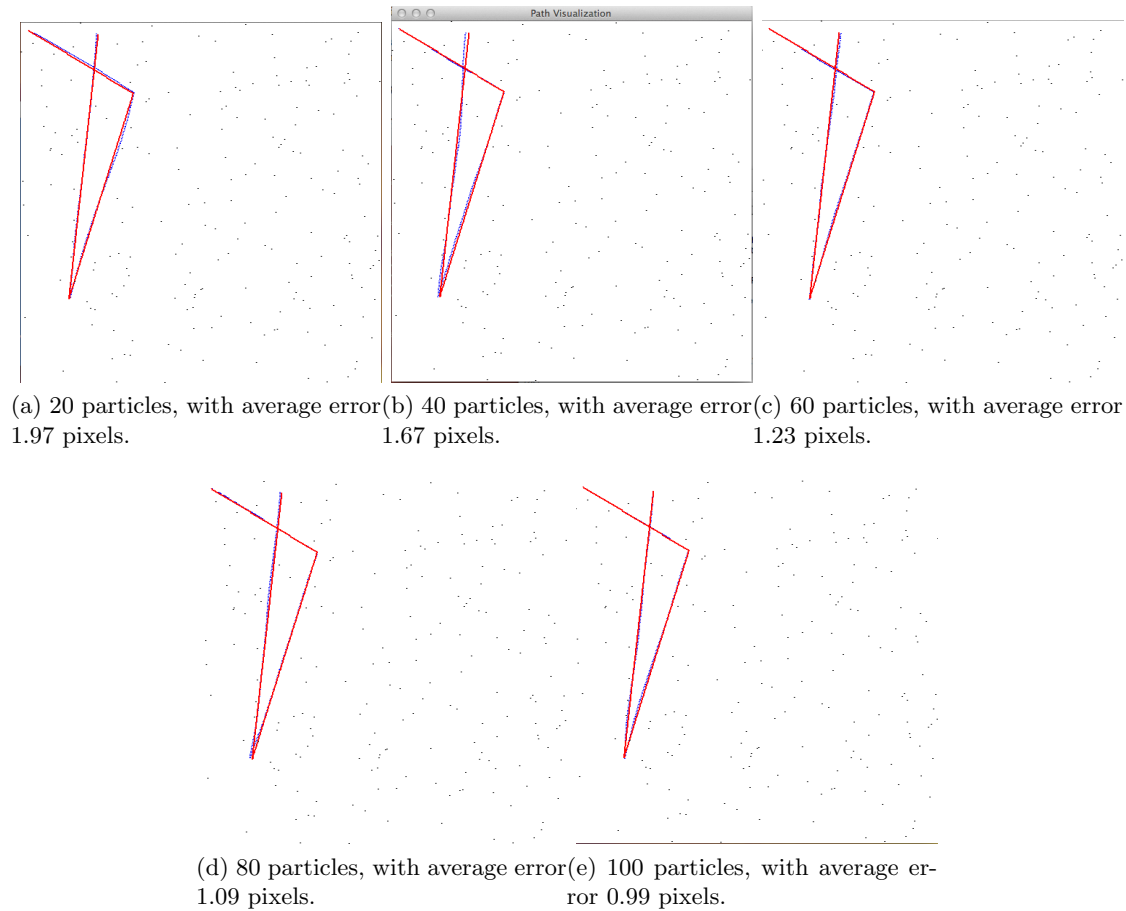 Path Visualization
(a) 20 particles, with average error
1.97 pixels.
(b) 40 particles, with average error
1.67 pixels.
(c) 60 particles, with average error
1.23 pixels.
(d) 80 particles, with average error
1.09 pixels.
(e) 100 particles, with average er-
ror 0.99 pixels.